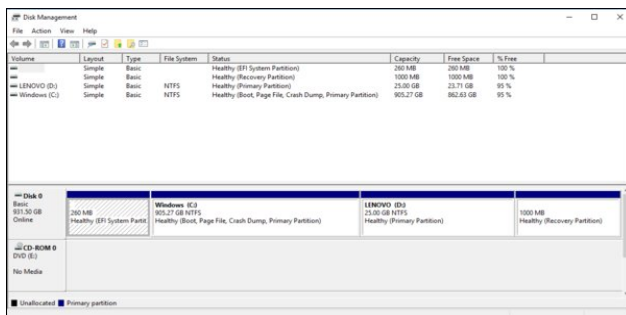 Disk Management
File Action View Help
Volume Layout Type File System Status Capacity Free Space % Free
Simple Basic Healthy (EFI System Partition) 260 MB 260 MB 100 %
Simple Basic Healthy (Recovery Partition) 1000 MB 1000 MB 100 %
LENOVO (D:) Simple Basic NTFS Healthy (Primary Partition) 25.00 GB 23.71 GB 95 %
Windows (C:) Simple Basic NTFS Healthy (Boot, Page File, Crash Dump, Primary Partition) 905.27 GB 862.63 GB 95 %
Disk 0
Basic
931.50 GB
Online
260 MB
Healthy (EFI System Partit
Windows (C:)
905.27 GB NTFS
Healthy (Boot, Page File, Crash Dump, Primary Partition)
LENOVO (D:)
25.00 GB NTFS
Healthy (Primary Partition)
1000 MB
Healthy (Recovery Partition)
CD-ROM 0
DVD (E:)
No Media
Unallocated Primary partition